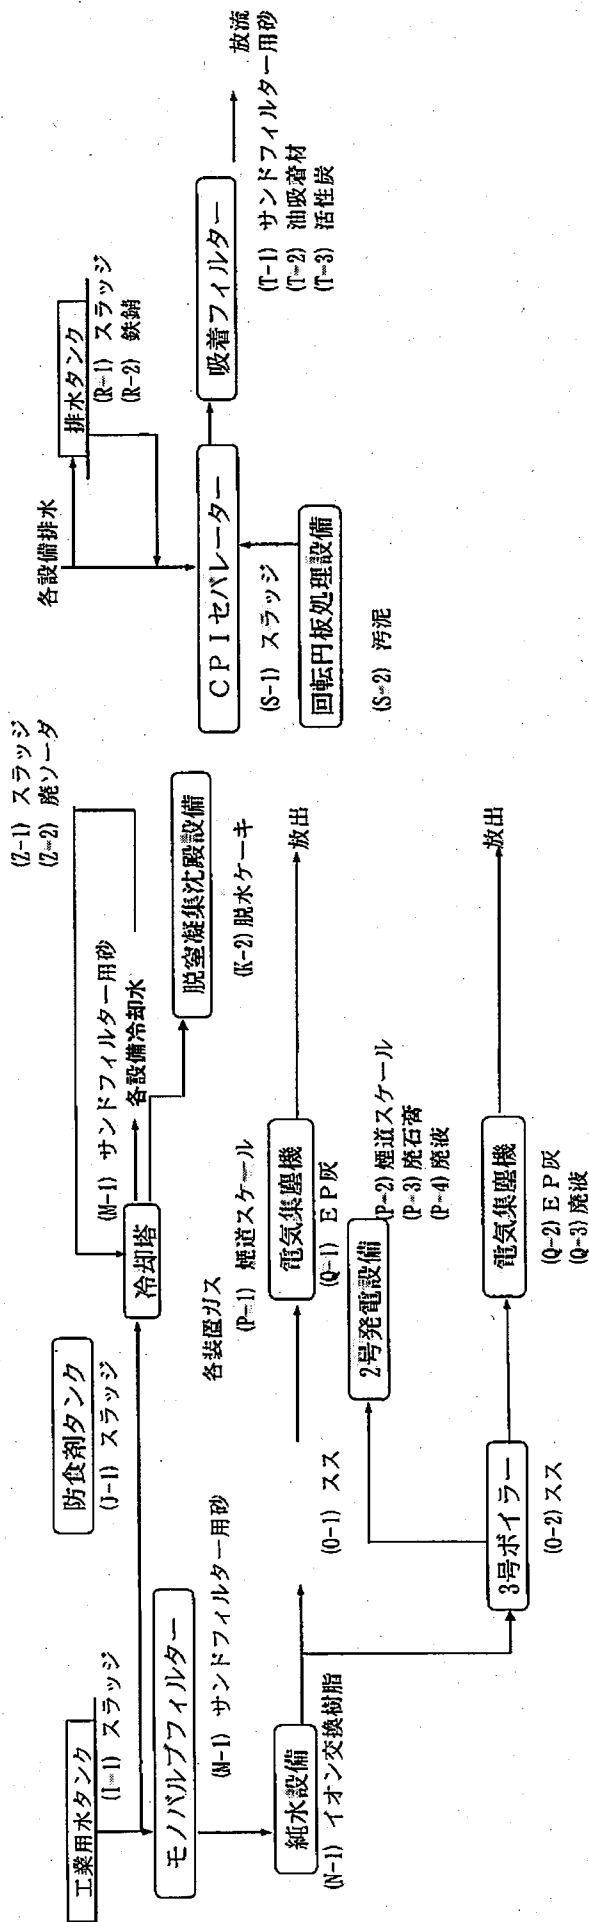 工業用水タンク
(I-1) スラッジ
防食剤タンク
(J-1) スラッジ
モノバルブフィルター
(M-1) サンドフィルター用砂
純水設備
(N-1) イオン交換樹脂
冷却塔
(M-1) サンドフィルター用砂
各設備冷却水
(Z-1) スラッジ
(Z-2) 廃ソーダ
脱窒凝集沈殿設備
(K-2) 脱水ケーキ
各装置ガス
(P-1) 煙道スケール
(O-1) スス
電気集塵機
(Q-1) EP灰
放出
2号発電設備
(P-2) 煙道スケール
(P-3) 廃石膏
(P-4) 廃液
3号ボイラー
(O-2) スス
電気集塵機
(Q-2) EP灰
(Q-3) 廃液
放出
各設備排水
排水タンク
(R-1) スラッジ
(R-2) 鉄錆
CPIセパレーター
(S-1) スラッジ
回転円板処理設備
(S-2) 汚泥
吸着フィルター
放流
(T-1) サンドフィルター用砂
(T-2) 油吸着材
(T-3) 活性炭